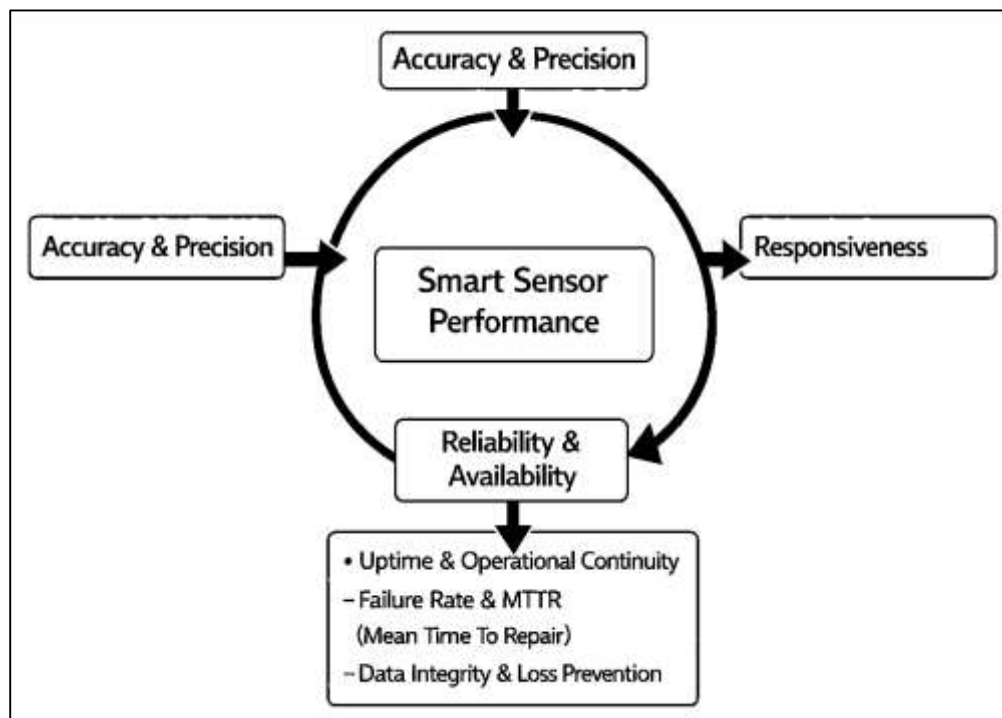 Accuracy & Precision
Accuracy & Precision
Smart Sensor
Performance
Responsiveness
Reliability &
Availability
• Uptime & Operational Continuity
– Failure Rate & MTTR
(Mean Time To Repair)
– Data Integrity & Loss Prevention